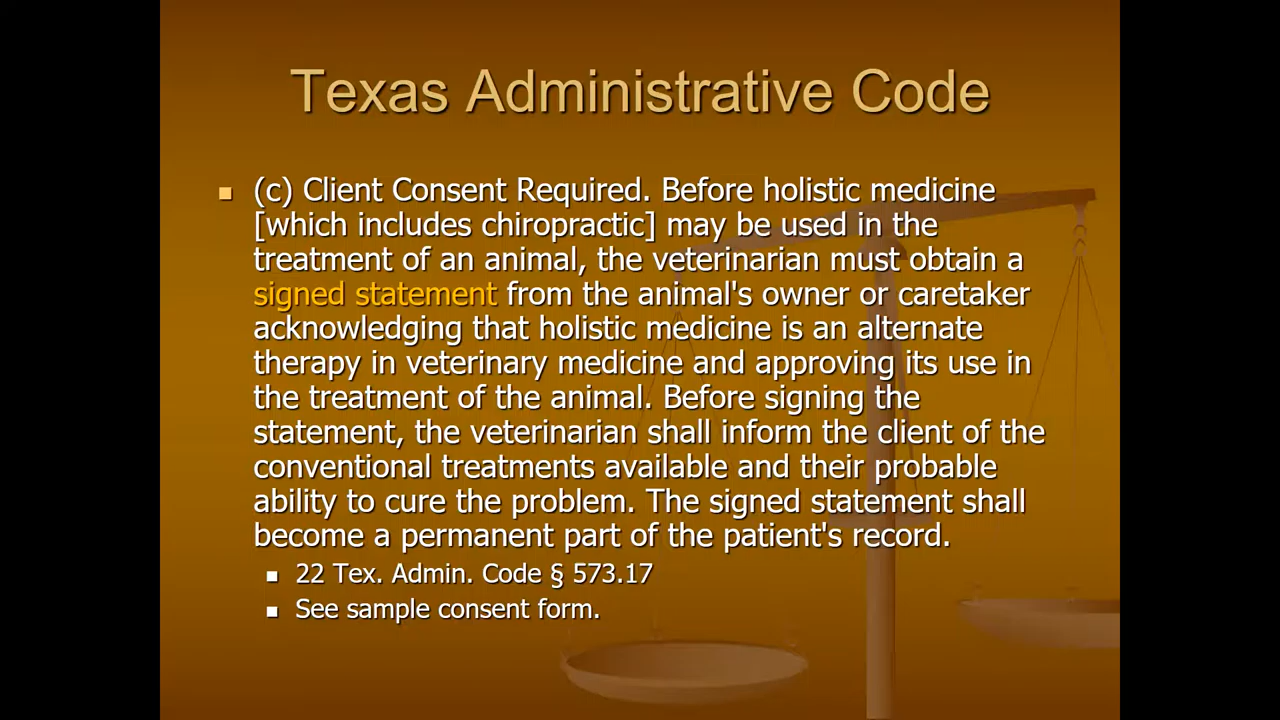 Texas Administrative Code
(c) Client Consent Required. Before holistic medicine
[which includes chiropractic] may be used in the
treatment of an animal, the veterinarian must obtain a
signed statement from the animal's owner or caretaker
acknowledging that holistic medicine is an alternate
therapy in veterinary medicine and approving its use in
the treatment of the animal. Before signing the
statement, the veterinarian shall inform the client of the
conventional treatments available and their probable
ability to cure the problem. The signed statement shall
become a permanent part of the patient's record.
22 Tex. Admin. Code § 573.17
See sample consent form.